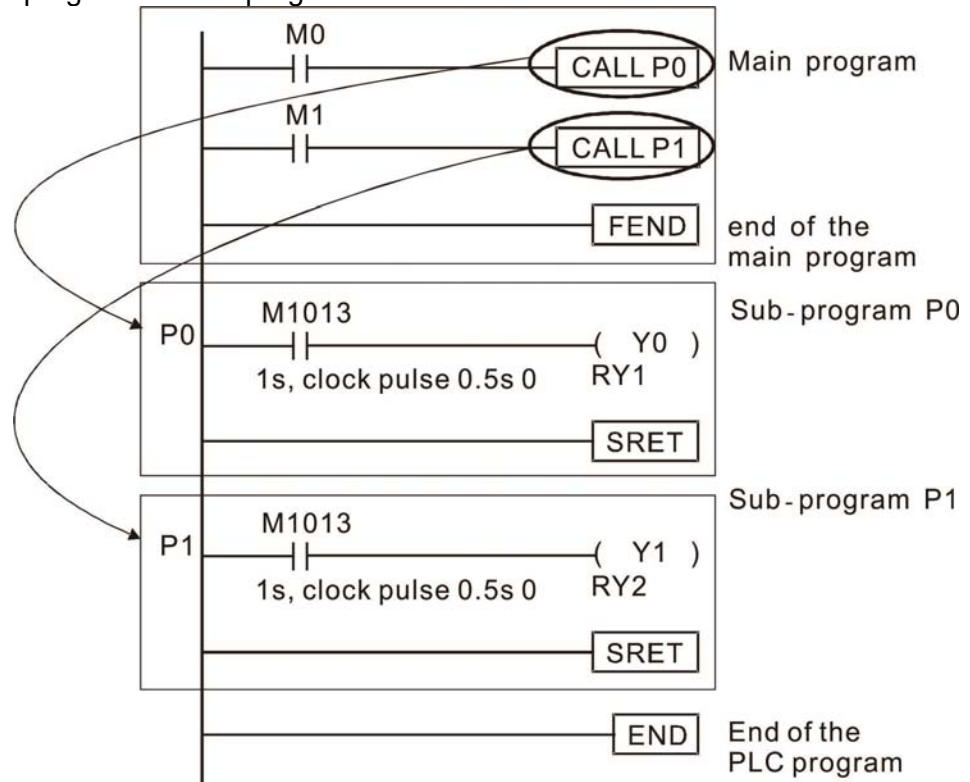 M0
CALL P0
Main program
M1
CALL P1
FEND
end of the
main program
Sub-program P0
P0
M1013
( Y0 )
1s, clock pulse 0.5s 0
RY1
SRET
Sub-program P1
P1
M1013
( Y1 )
1s, clock pulse 0.5s 0
RY2
SRET
END
End of the
PLC program